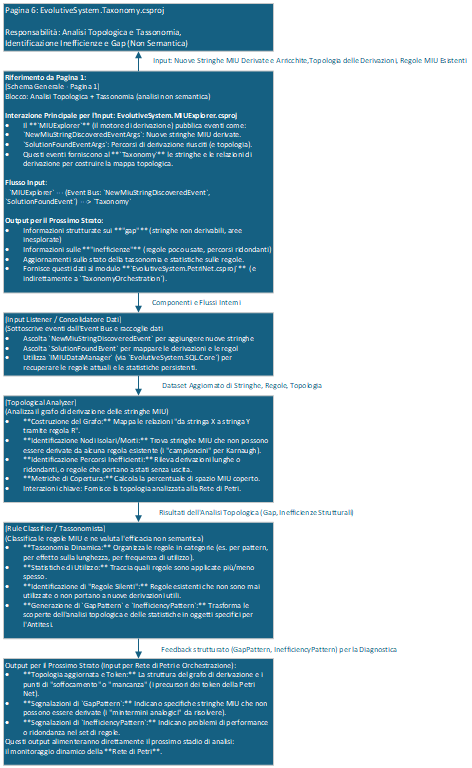 Pagina 6: EvolutiveSystem.Taxonomy.csproj
Responsabilità: Analisi Topologica e Tassonomia,
Identificazione Inefficienze e Gap (Non Semantica)
Input: Nuove Stringhe MIU Derivate e Arricchite,Topologia delle Derivazioni, Regole MIU Esistenti
Riferimento da Pagina 1:
[Schema Generale - Pagina 1]
Blocco: Analisi Topologica + Tassonomia (analisi non semantica)
Interazione Principale per l'Input: EvolutiveSystem.MIUExplorer.csproj
● Il **`MIUExplorer`** (il motore di derivazione) pubblica eventi come:
● `NewMiuStringDiscoveredEventArgs`: Nuove stringhe MIU derivate.
● `SolutionFoundEventArgs`: Percorsi di derivazione riusciti (e topologia).
● Questi eventi forniscono al **`Taxonomy`** le stringhe e le relazioni di
derivazione per costruire la mappa topologica.
Flusso Input:
`MIUExplorer` ---(Event Bus: `NewMiuStringDiscoveredEvent`,
`SolutionFoundEvent`) ---> `Taxonomy`
Output per il Prossimo Strato:
● Informazioni strutturate sui **"gap"** (stringhe non derivabili, aree
inesplorate)
● Informazioni sulle **"inefficienze"** (regole poco usate, percorsi ridondanti)
● Aggiornamenti sullo stato della tassonomia e statistiche sulle regole.
● Fornisce questi dati al modulo **`EvolutiveSystem.PetriNet.csproj`** (e
indirettamente a `TaxonomyOrchestration`).
Componenti e Flussi Interni
[Input Listener / Consolidatore Dati]
(Sottoscrive eventi dall'Event Bus e raccoglie dati
● Ascolta `NewMiuStringDiscoveredEvent` per aggiungere nuove stringhe
● Ascolta `SolutionFoundEvent` per mappare le derivazioni e le regol
● Utilizza `IMIUDataManager` (via `EvolutiveSystem.SQL.Core`) per
recuperare le regole attuali e le statistiche persistenti.
Dataset Aggiornato di Stringhe, Regole, Topologia
[Topological Analyzer]
(Analizza il grafo di derivazione delle stringhe MIU)
● **Costruzione del Grafo:** Mappa le relazioni "da stringa X a stringa Y
tramite regola R".
● **Identificazione Nodi Isolati/Morti:** Trova stringhe MIU che non possono
essere derivate da alcuna regola esistente (i "campioncini" per Karnaugh).
● **Identificazione Percorsi Inefficienti:** Rileva derivazioni lunghe o
ridondanti, o regole che portano a stati senza uscita.
● **Metriche di Copertura:** Calcola la percentuale di spazio MIU coperto.
● Interazioni chiave: Fornisce la topologia analizzata alla Rete di Petri.
Risultati dell'Analisi Topologica (Gap, Inefficienze Strutturali)
[Rule Classifier / Tassonomista]
(Classifica le regole MIU e ne valuta l'efficacia non semantica)
● **Tassonomia Dinamica:** Organizza le regole in categorie (es. per pattern,
per effetto sulla lunghezza, per frequenza di utilizzo).
● **Statistiche di Utilizzo:** Traccia quali regole sono applicate più/meno
spesso.
● **Identificazione di "Regole Silenti":** Regole esistenti che non sono mai
utilizzate o non portano a nuove derivazioni utili.
● **Generazione di `GapPattern` e `InefficiencyPattern`:** Trasforma le
scoperte dell'analisi topologica e delle statistiche in oggetti specifici per
l'Antitesi.
Feedback strutturato (GapPattern, InefficiencyPattern) per la Diagnostica
Output per il Prossimo Strato (Input per Rete di Petri e Orchestrazione):
● **Topologia aggiornata e Token:** La struttura del grafo di derivazione e i
punti di "soffocamento" o "mancanza" (i precursori dei token della Petri
Net).
● **Segnalazioni di `GapPattern`:** Indicano specifiche stringhe MIU che non
possono essere derivate (i "mintermini analogici" da risolvere).
● **Segnalazioni di `InefficiencyPattern`:** Indicano problemi di performance
o ridondanza nel set di regole.
Questi output alimenteranno direttamente il prossimo stadio di analisi:
il monitoraggio dinamico della **Rete di Petri**.